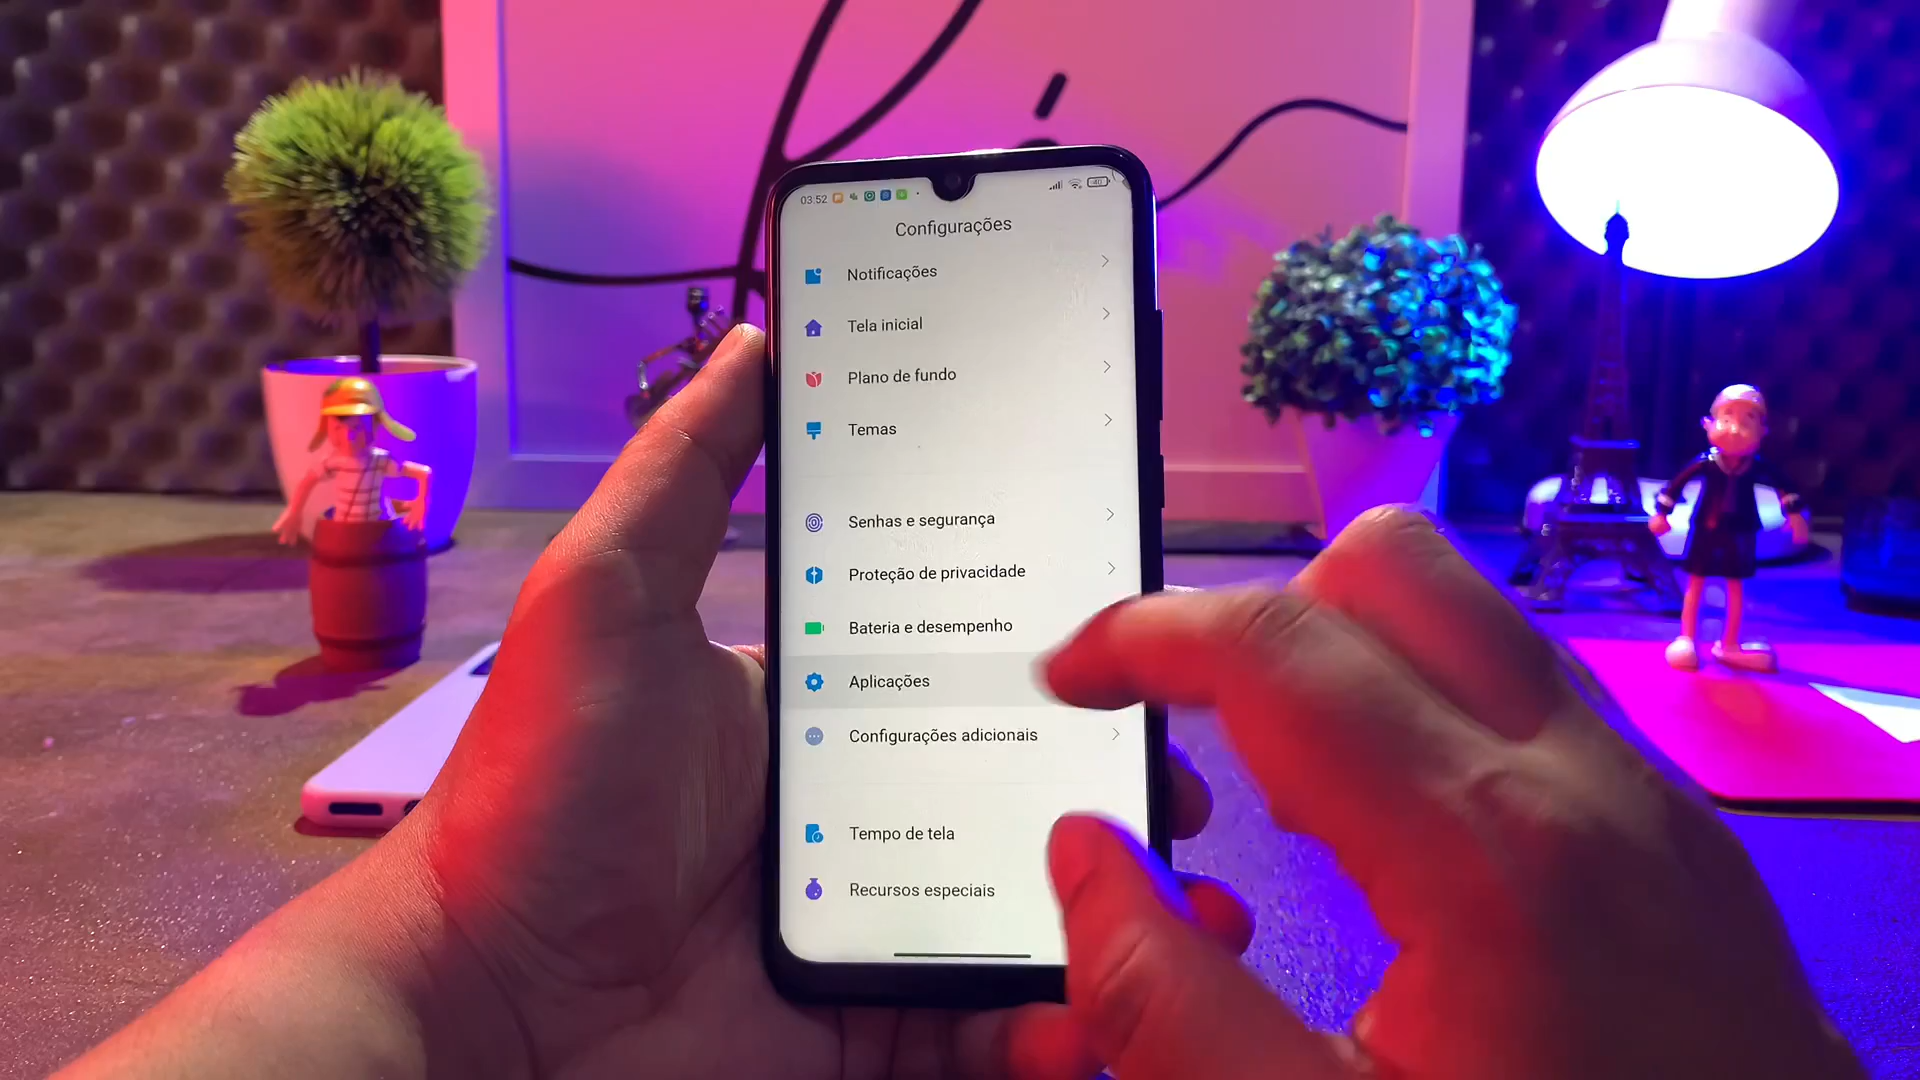 03:52
40
Configurações
Notificações
Tela inicial
Plano de fundo
Temas
Senhas e segurança
Proteção de privacidade
Bateria e desempenho
Aplicações
Configurações adicionais
Tempo de tela
Recursos especiais